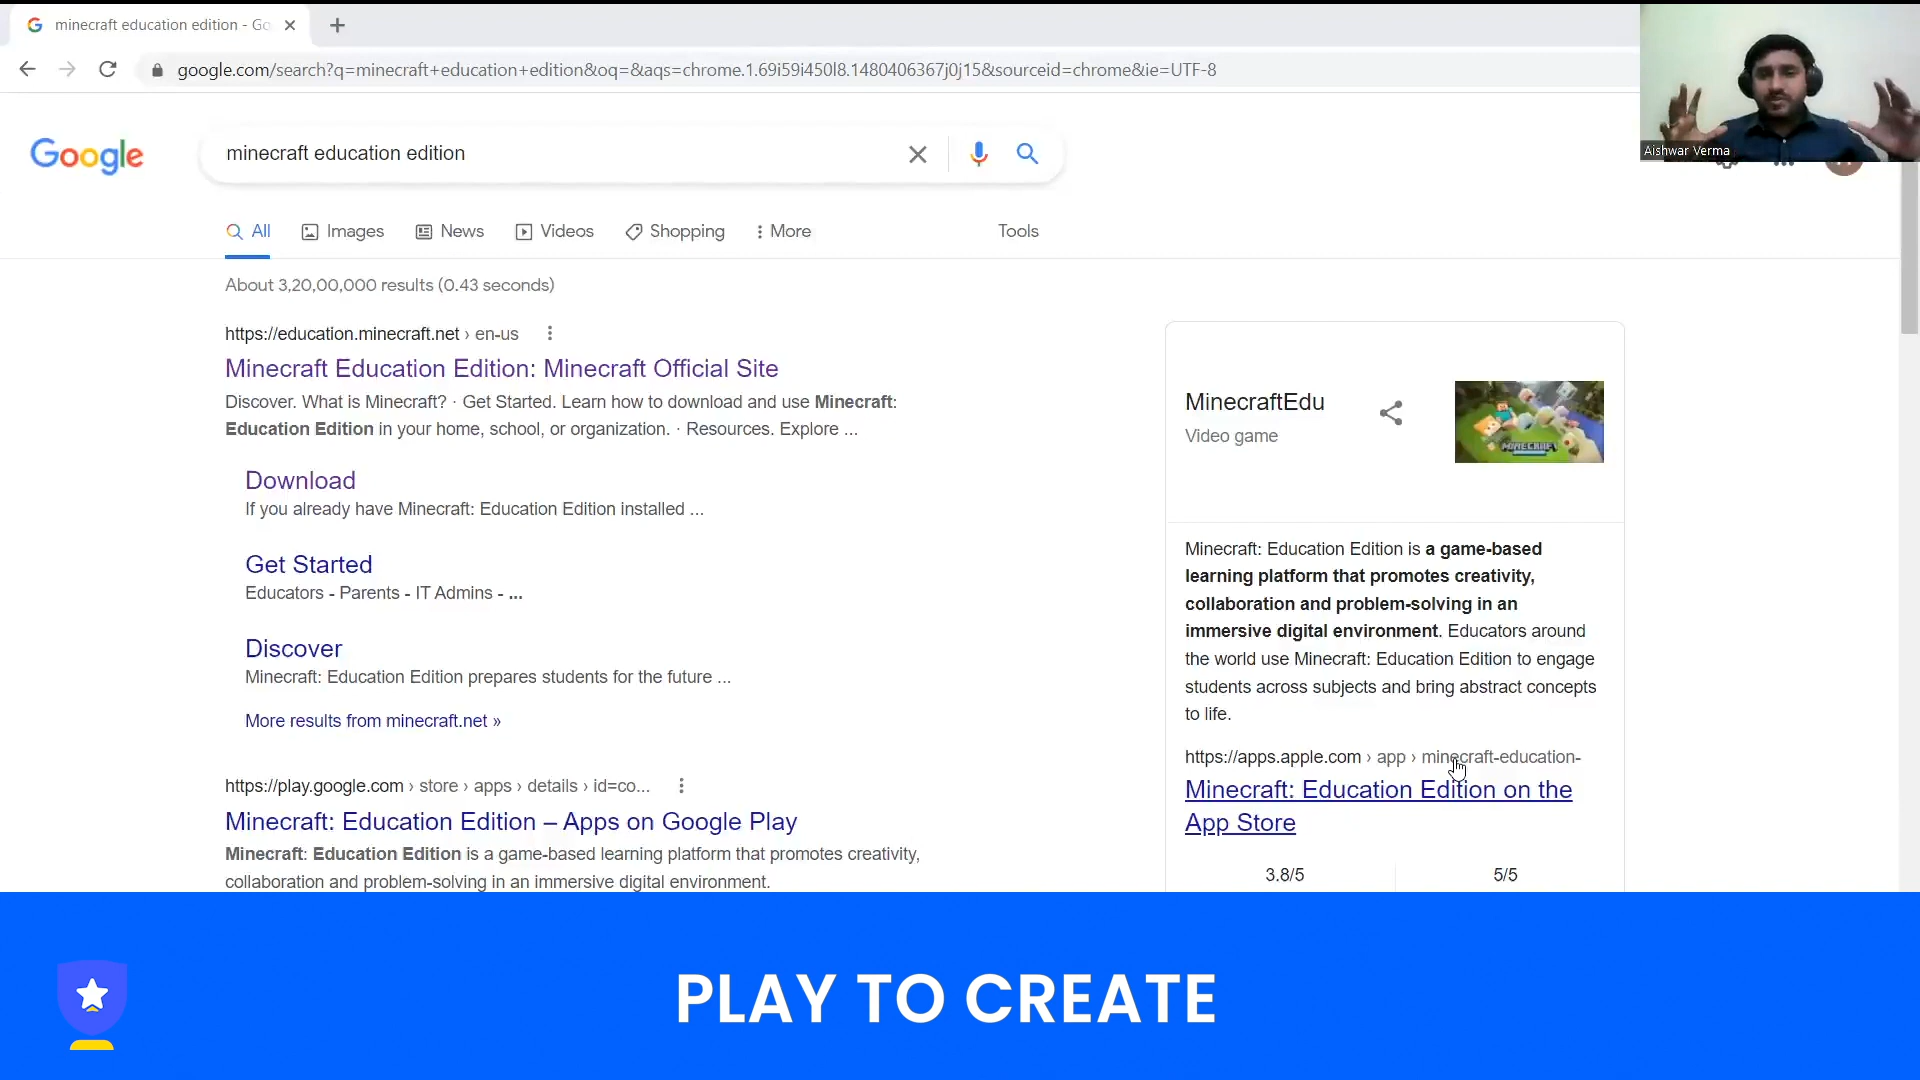 minecraft education edition - Go
google.com/search?q=minecraft+education+edition&oq=&aqs=chrome.1.69i59i450l8.1480406367j0j15&sourceid=chrome&ie=UTF-8
Aishwar Verma
Google
minecraft education edition
All
Images
News
Videos
Shopping
More
Tools
About 3,20,00,000 results (0.43 seconds)
https://education.minecraft.net › en-us
Minecraft Education Edition: Minecraft Official Site
Discover. What is Minecraft? · Get Started. Learn how to download and use Minecraft:
Education Edition in your home, school, or organization. · Resources. Explore ...
Download
If you already have Minecraft: Education Edition installed ...
Get Started
Educators - Parents - IT Admins - ...
Discover
Minecraft: Education Edition prepares students for the future ...
More results from minecraft.net »
https://play.google.com › store › apps › details › id=co...
Minecraft: Education Edition – Apps on Google Play
Minecraft: Education Edition is a game-based learning platform that promotes creativity,
collaboration and problem-solving in an immersive digital environment.
MinecraftEdu
Video game
MINECRAFT
Minecraft: Education Edition is a game-based
learning platform that promotes creativity,
collaboration and problem-solving in an
immersive digital environment. Educators around
the world use Minecraft: Education Edition to engage
students across subjects and bring abstract concepts
to life.
https://apps.apple.com › app › minecraft-education-
Minecraft: Education Edition on the
App Store
3.8/5
5/5
PLAY TO CREATE